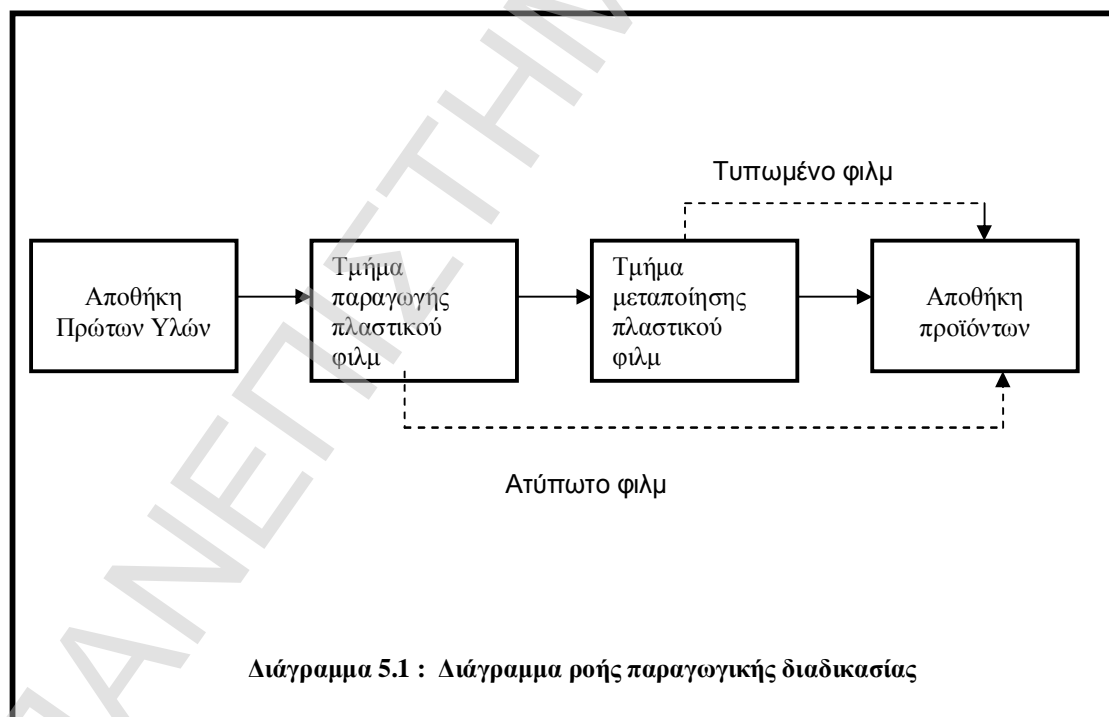 Τυπωμένο φιλμ
Αποθήκη
Πρώτων Υλών
Τμήμα
παραγωγής
πλαστικού
φιλμ
Τμήμα
μεταποίησης
πλαστικού
φιλμ
Αποθήκη
προϊόντων
Ατύπωτο φιλμ
Διάγραμμα 5.1 : Διάγραμμα ροής παραγωγικής διαδικασίας
ΠΑΝΕΠΙΣΤΗΜ